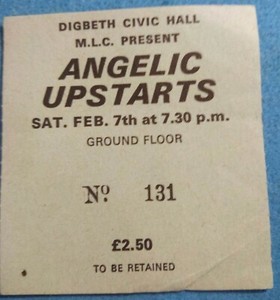 DIGBETH CIVIC HALL
M.L.C. PRESENT
ANGELIC
UPSTARTS
SAT. FEB. 7th at 7.30 p.m.
GROUND FLOOR
Nº 131
£2.50
TO BE RETAINED